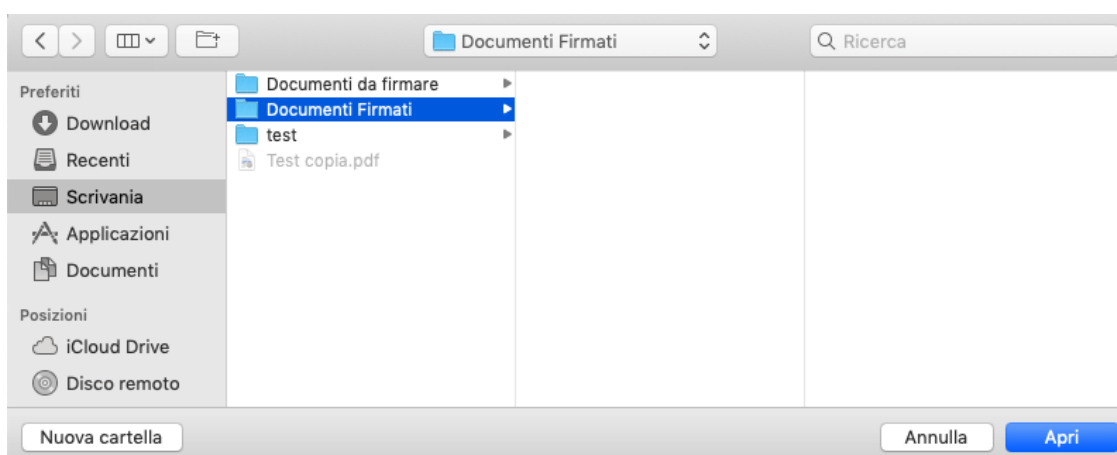 Documenti Firmati
Ricerca
Preferiti
Download
Recenti
Scrivania
Applicazioni
Documenti
Posizioni
iCloud Drive
Disco remoto
Documenti da firmare
Documenti Firmati
test
Test copia.pdf
Nuova cartella
Annulla
Apri